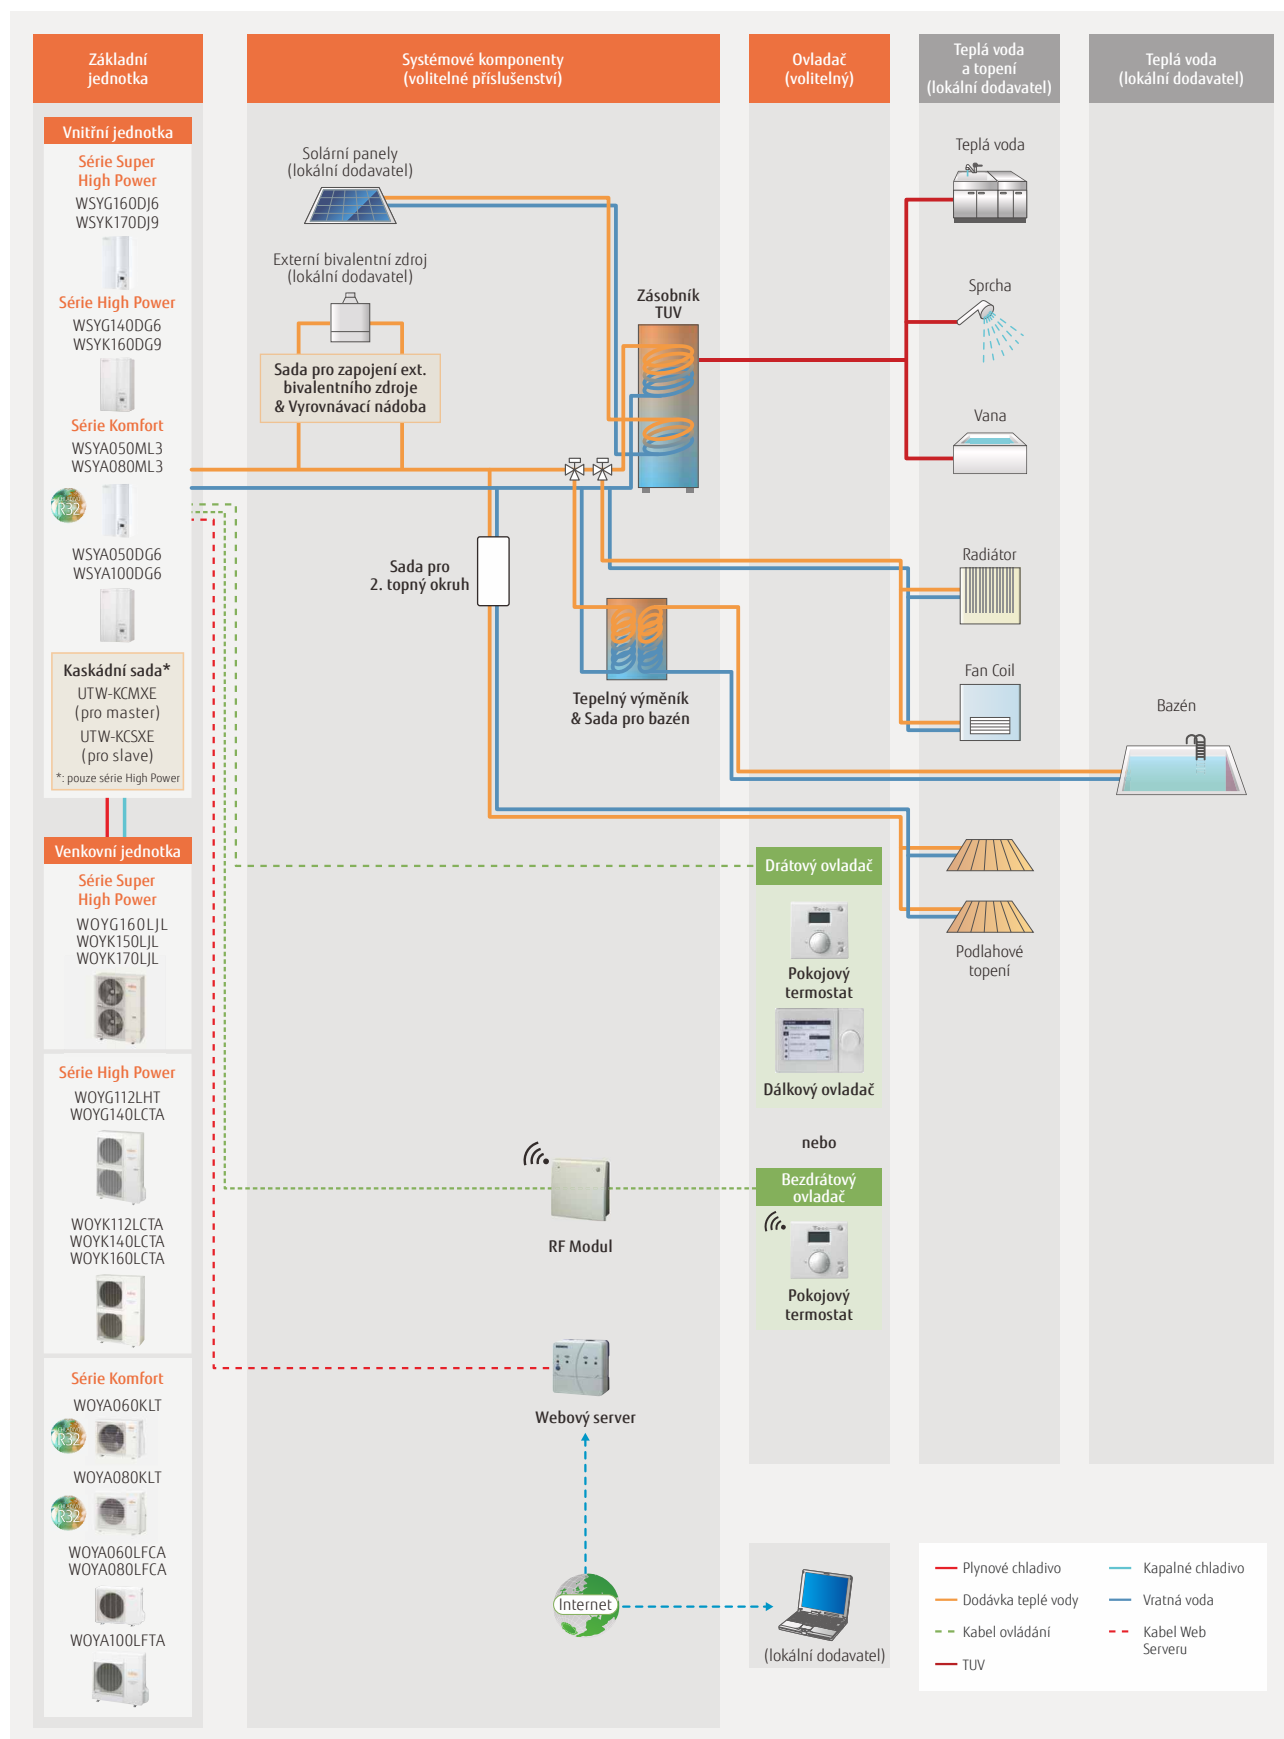 Základní
jednotka
Systémové komponenty
(volitelné příslušenství)
Ovladač
(volitelný)
Teplá voda
a topení
(lokální dodavatel)
Teplá voda
(lokální dodavatel)
Vnitřní jednotka
Série Super
High Power
WSYG160DJ6
WSYK170DJ9
Série High Power
WSYG140DG6
WSYK160DG9
Série Komfort
WSYA050ML3
WSYA080ML3
R32
WSYA050DG6
WSYA100DG6
Kaskádní sada*
UTW-KCMXE
(pro master)
UTW-KCSXE
(pro slave)
*: pouze série High Power
Venkovní jednotka
Série Super
High Power
WOYG160LJL
WOYK150LJL
WOYK170LJL
Série High Power
WOYG112LHT
WOYG140LCTA
WOYK112LCTA
WOYK140LCTA
WOYK160LCTA
Série Komfort
WOYA060KLT
R32
WOYA080KLT
R32
WOYA060LFCA
WOYA080LFCA
WOYA100LFTA
Solární panely
(lokální dodavatel)
Externí bivalentní zdroj
(lokální dodavatel)
Sada pro zapojení ext.
bivalentního zdroje
& Vyrovnávací nádoba
Zásobník
TUV
Sada pro
2. topný okruh
Tepelný výměník
& Sada pro bazén
RF Modul
Webový server
Internet
Drátový ovladač
Pokojový
termostat
Dálkový ovladač
nebo
Bezdrátový
ovladač
Pokojový
termostat
(lokální dodavatel)
Teplá voda
Sprcha
Vana
Radiátor
Fan Coil
Podlahové
topení
Bazén
Plynové chladivo
Dodávka teplé vody
Kabel ovládání
TUV
Kapalné chladivo
Vratná voda
Kabel Web
Serveru